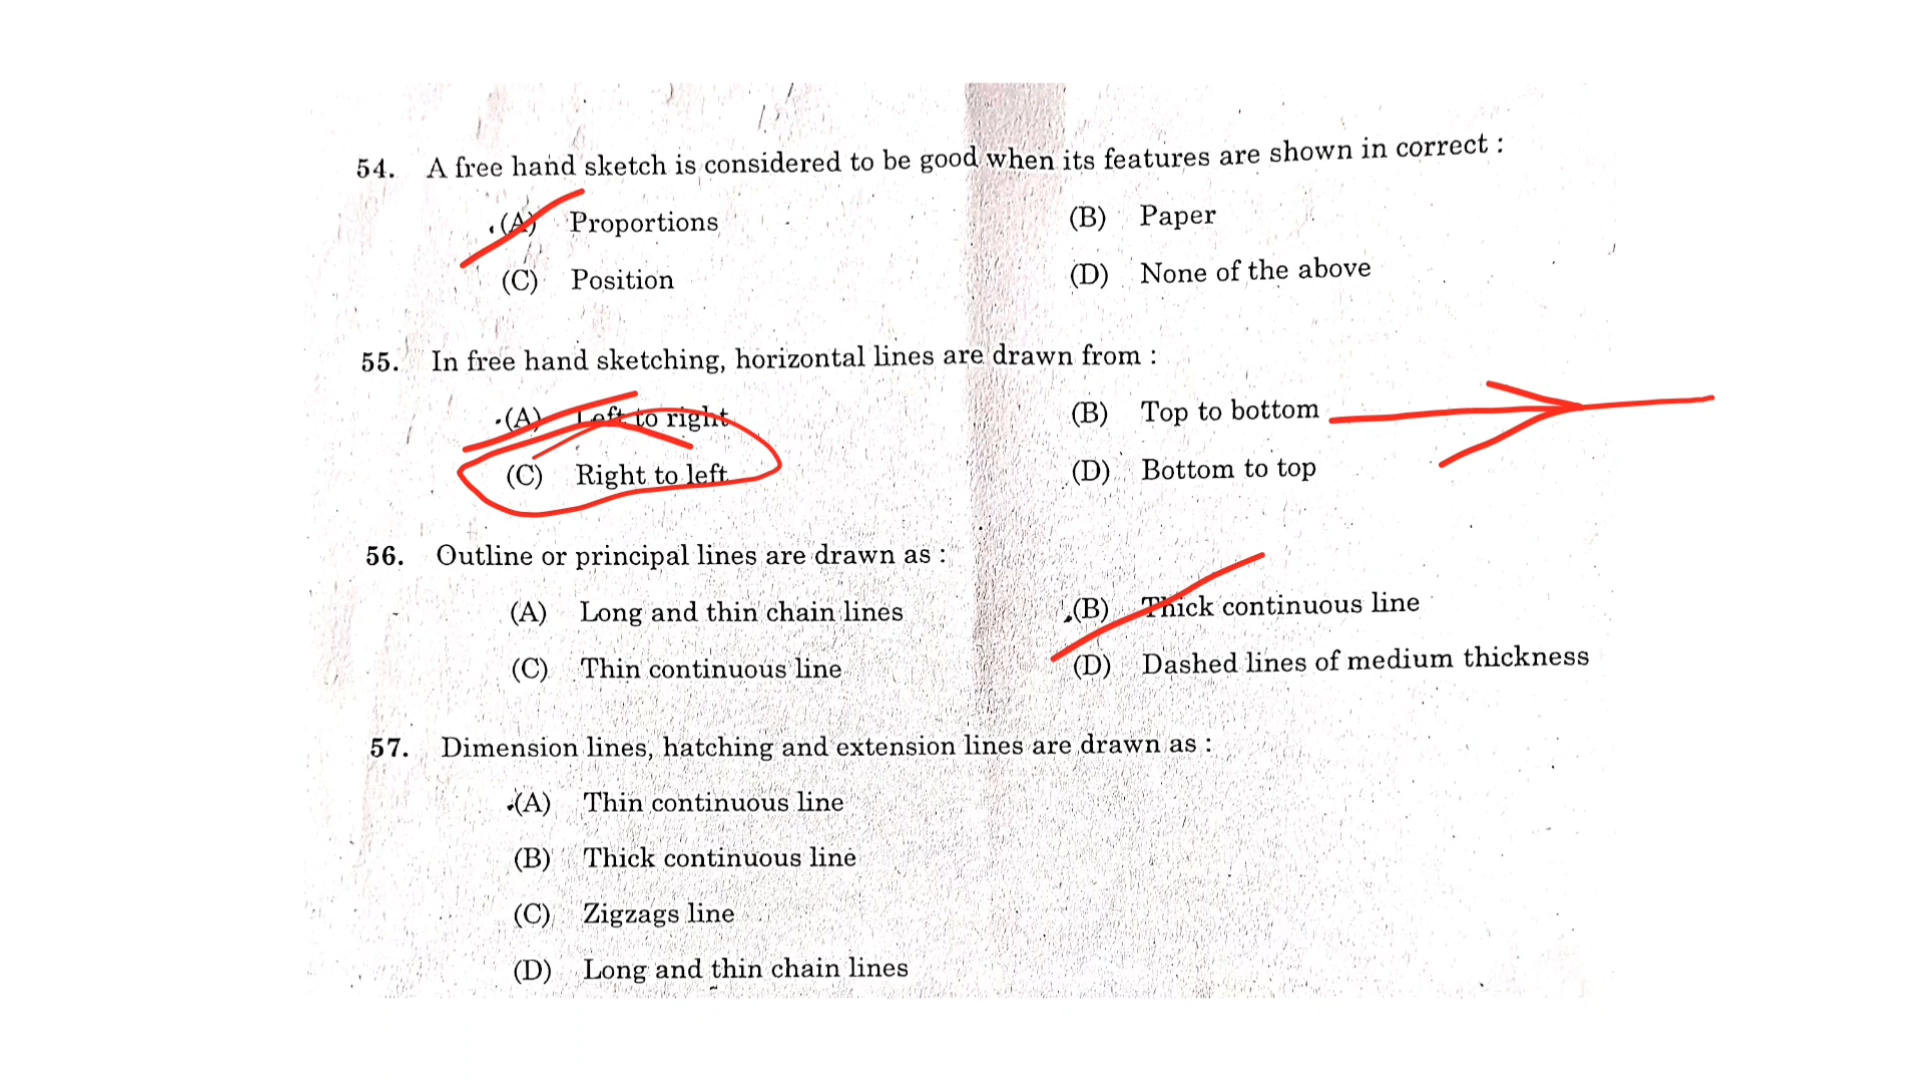 54. A free hand sketch is considered to be good when its features are shown in correct :
(A) Proportions (B) Paper
(C) Position (D) None of the above
55. In free hand sketching, horizontal lines are drawn from :
(A) Left to right (B) Top to bottom
(C) Right to left (D) Bottom to top
56. Outline or principal lines are drawn as :
(A) Long and thin chain lines (B) Thick continuous line
(C) Thin continuous line (D) Dashed lines of medium thickness
57. Dimension lines, hatching and extension lines are drawn as :
(A) Thin continuous line
(B) Thick continuous line
(C) Zigzags line
(D) Long and thin chain lines